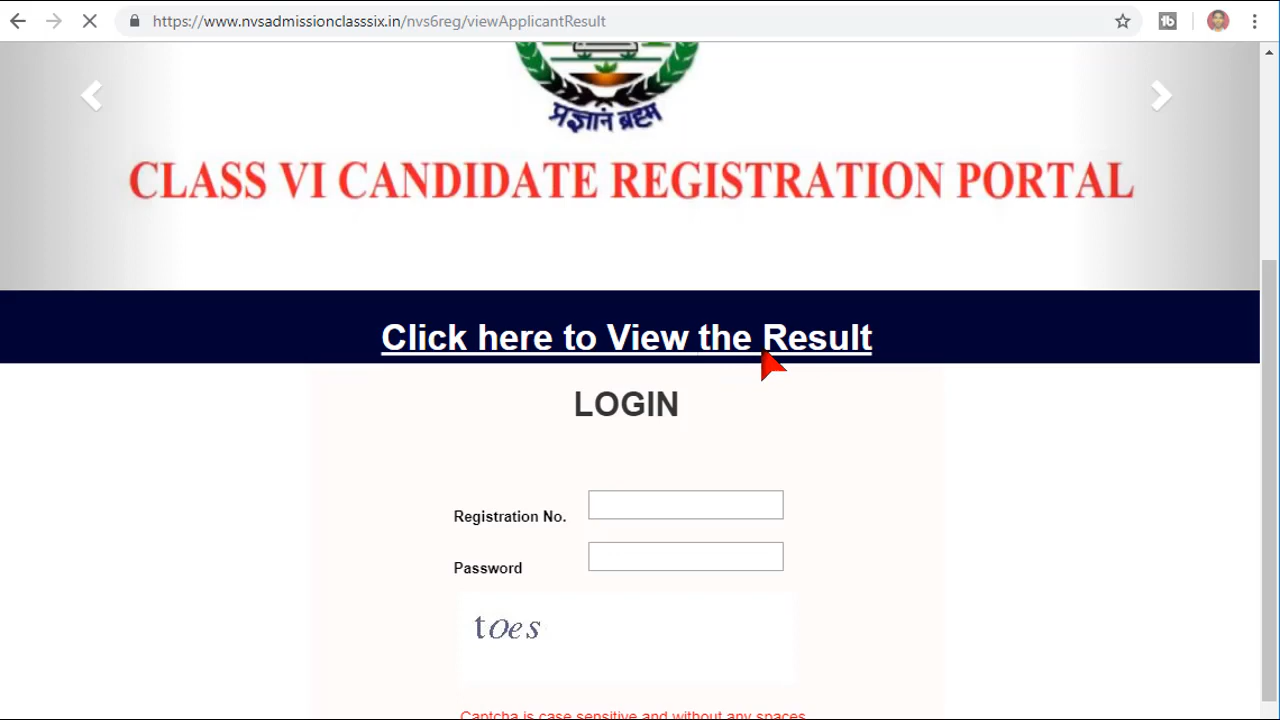 https://www.nvsadmissionclasssix.in/nvs6reg/viewApplicantResult
प्रज्ञानं ब्रह्म
CLASS VI CANDIDATE REGISTRATION PORTAL
Click here to View the Result
LOGIN
Registration No.
Password
tOes
Captcha is case sensitive and without any spaces